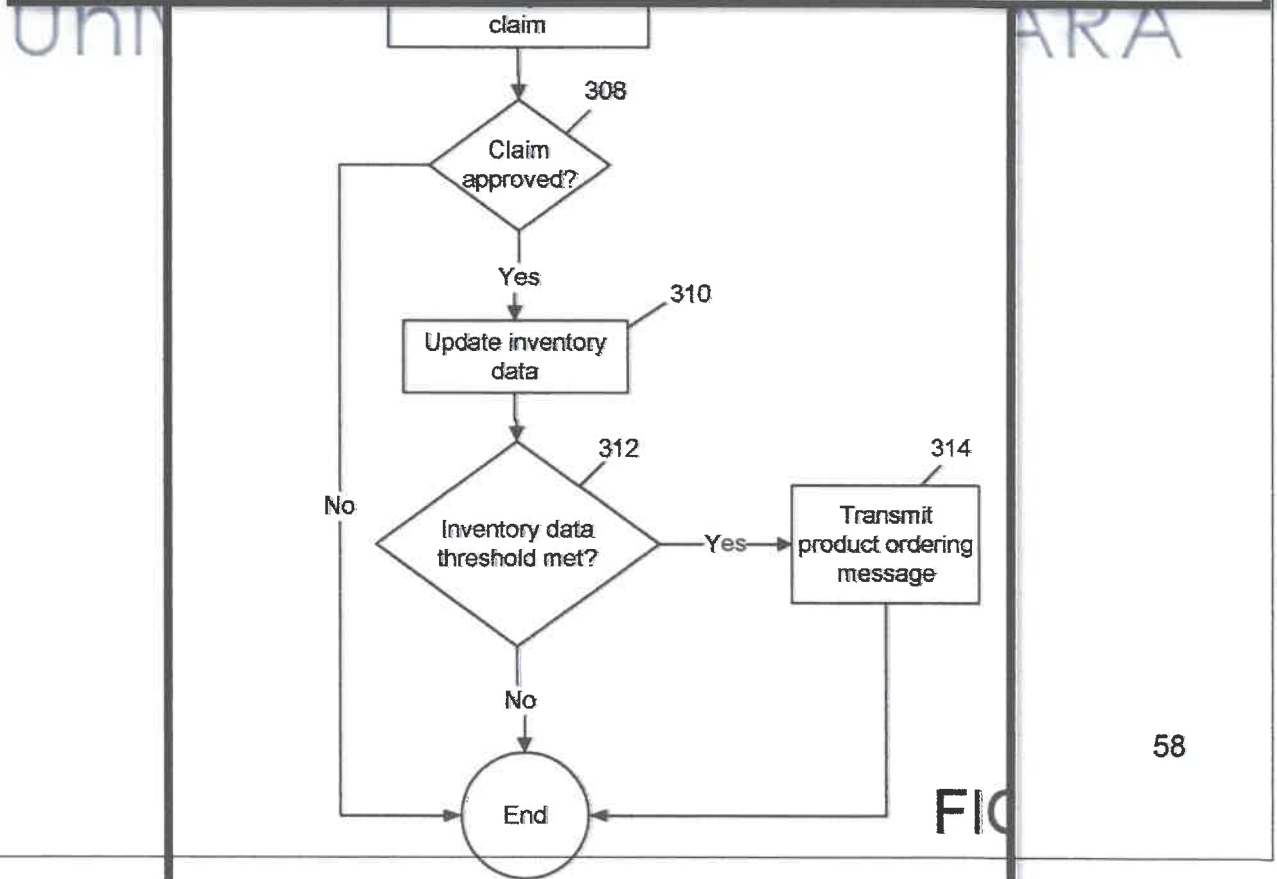 claim
308
Claim
approved?
Yes
310
Update inventory
data
312
314
No
Inventory data
threshold met?
Yes
Transmit
product ordering
message
No
58
End